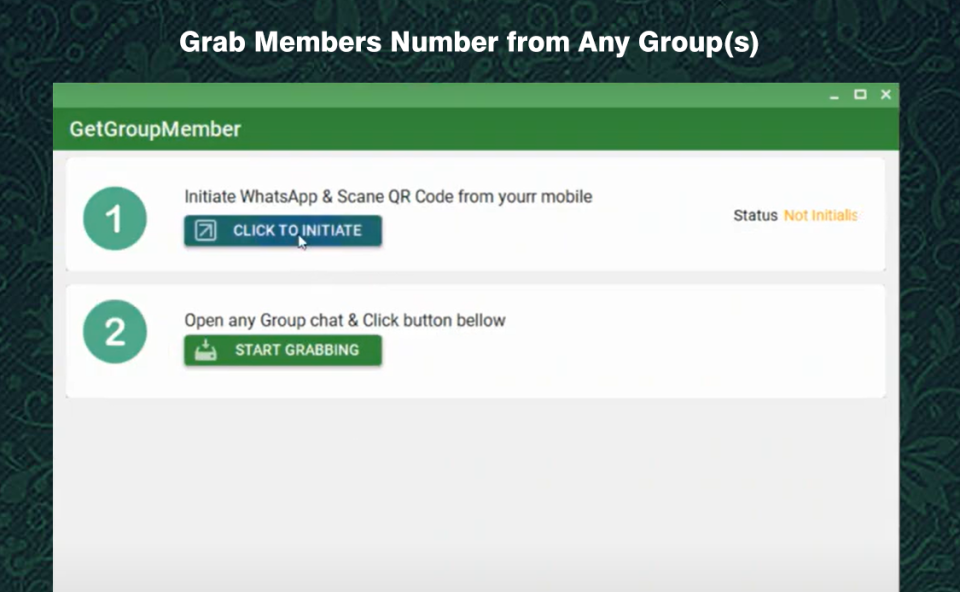 Grab Members Number from Any Group(s)
GetGroupMember
1
Initiate WhatsApp & Scane QR Code from yourr mobile
CLICK TO INITIATE
Status Not Initialis
2
Open any Group chat & Click button bellow
START GRABBING